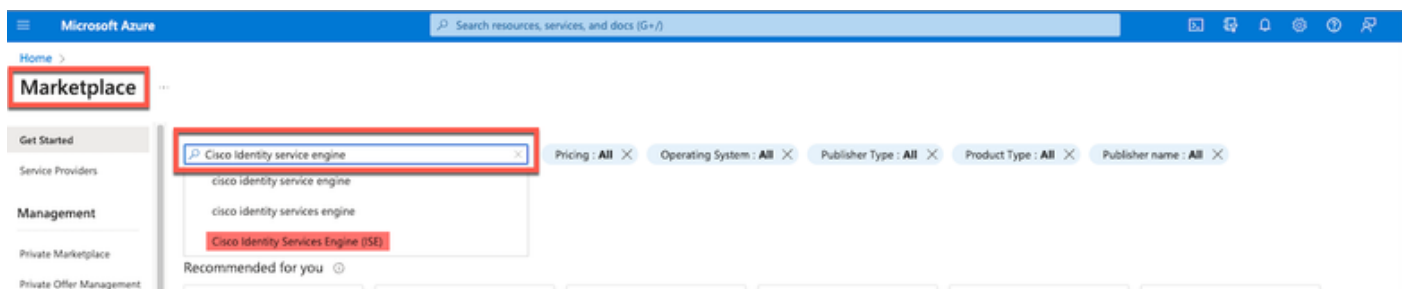 Microsoft Azure
Search resources, services, and docs (G+/)
Home >
Marketplace
Get Started
Service Providers
Management
Private Marketplace
Private Offer Management
Cisco Identity service engine
Pricing : All
Operating System : All
Publisher Type : All
Product Type : All
Publisher name : All
cisco identity service engine
cisco identity services engine
Cisco Identity Services Engine (ISE)
Recommended for you